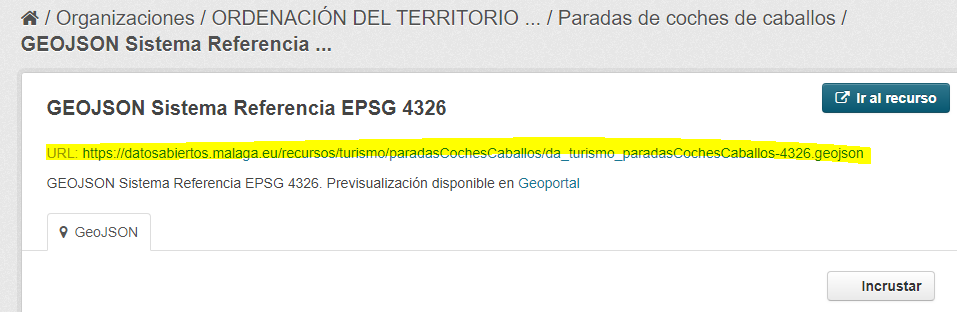 / Organizaciones / ORDENACIÓN DEL TERRITORIO ... / Paradas de coches de caballos /
GEOJSON Sistema Referencia ...
Ir al recurso
GEOJSON Sistema Referencia EPSG 4326
URL: https://datosabiertos.malaga.eu/recursos/turismo/paradasCochesCaballos/da_turismo_paradasCochesCaballos-4326.geojson
GEOJSON Sistema Referencia EPSG 4326. Previsualización disponible en Geoportal
GeoJSON
Incrustar